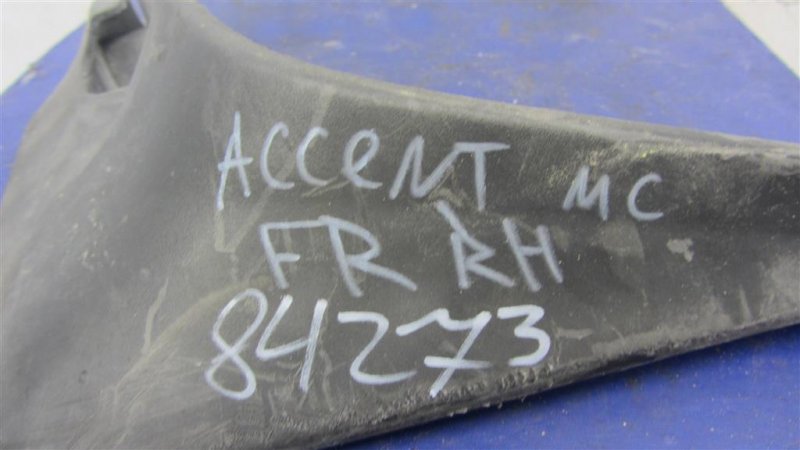 ACCENT MC
FR RH
84273